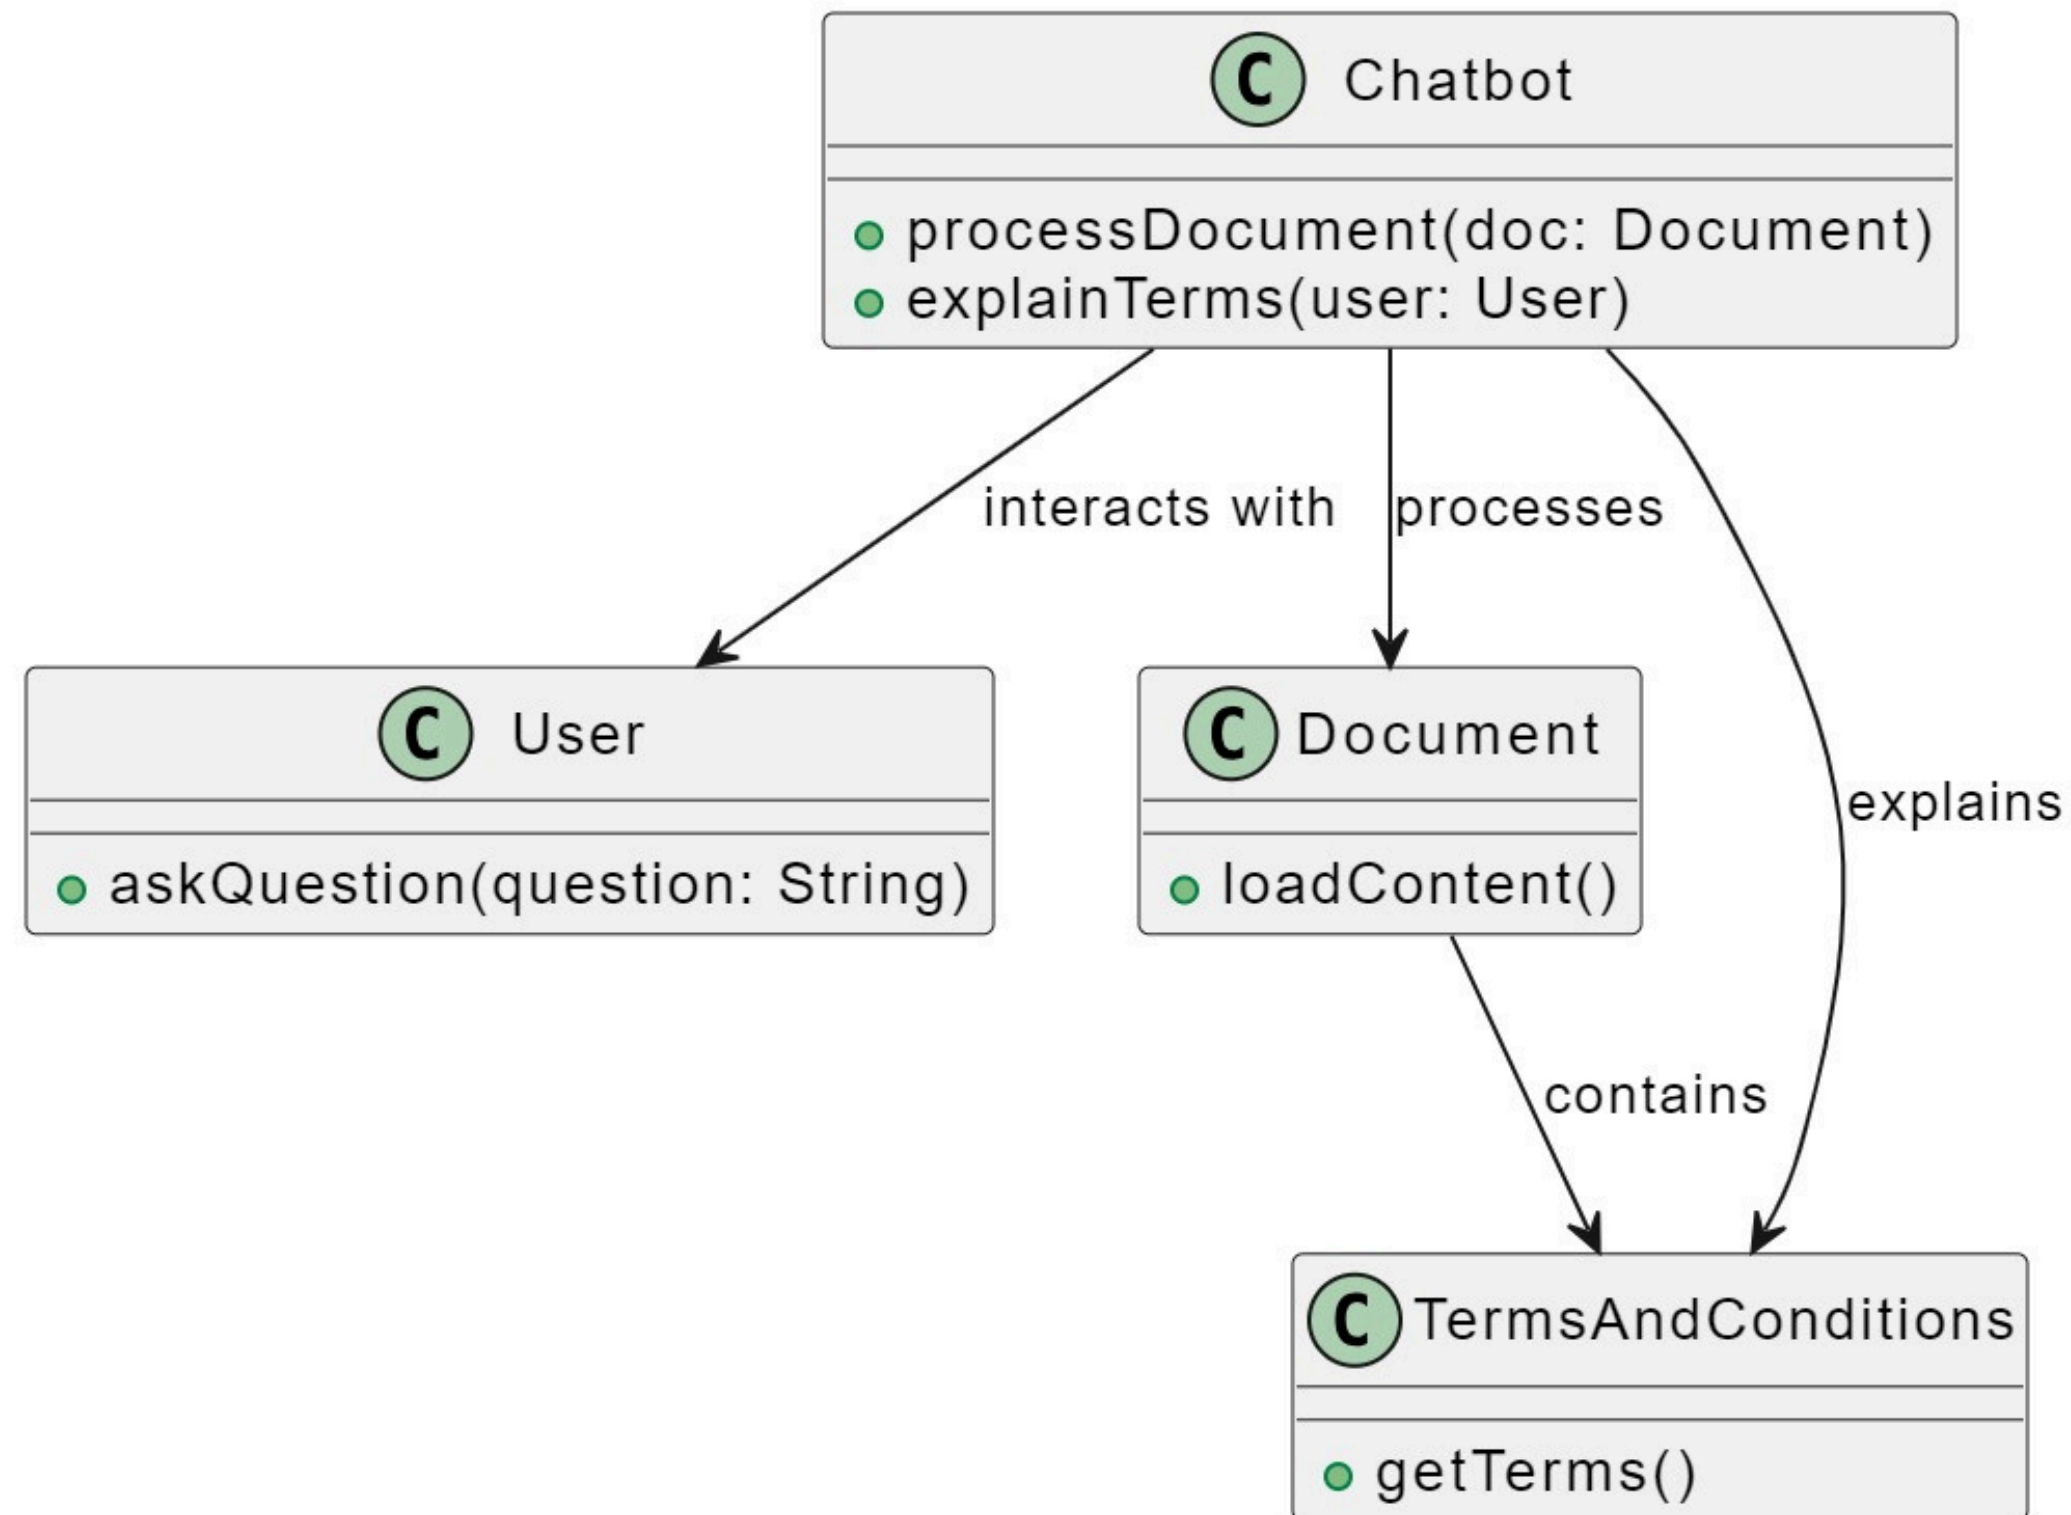 C Chatbot
processDocument(doc: Document)
explainTerms(user: User)
interacts with
processes
C User
askQuestion(question: String)
C Document
loadContent()
explains
contains
C TermsAndConditions
getTerms()